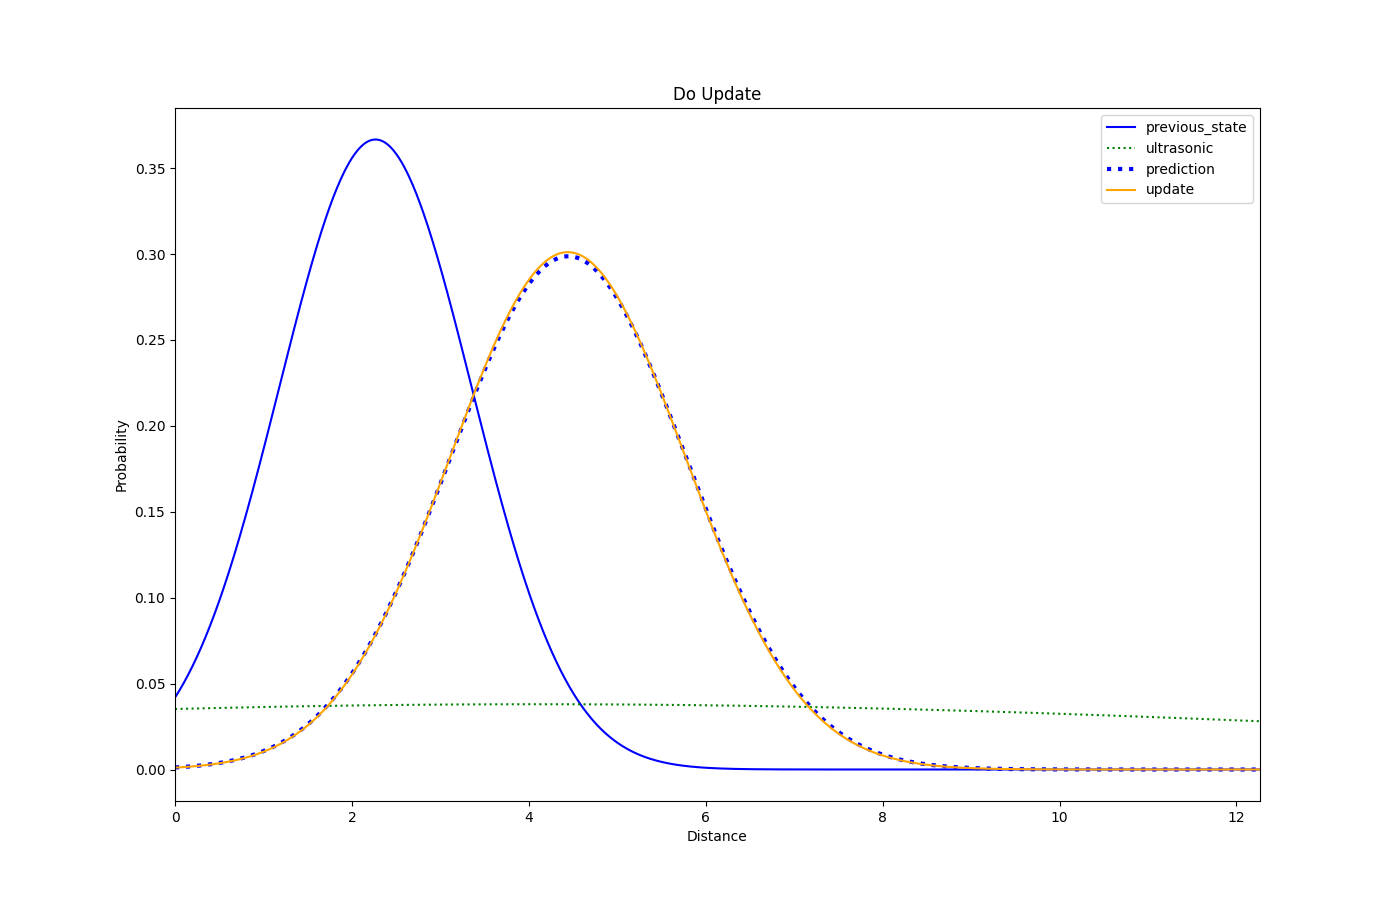 Do Update
previous_state
ultrasonic
prediction
update
0.35
0.30
0.25
0.20
0.15
0.10
0.05
0.00
Probability
0 2 4 6 8 10 12
Distance